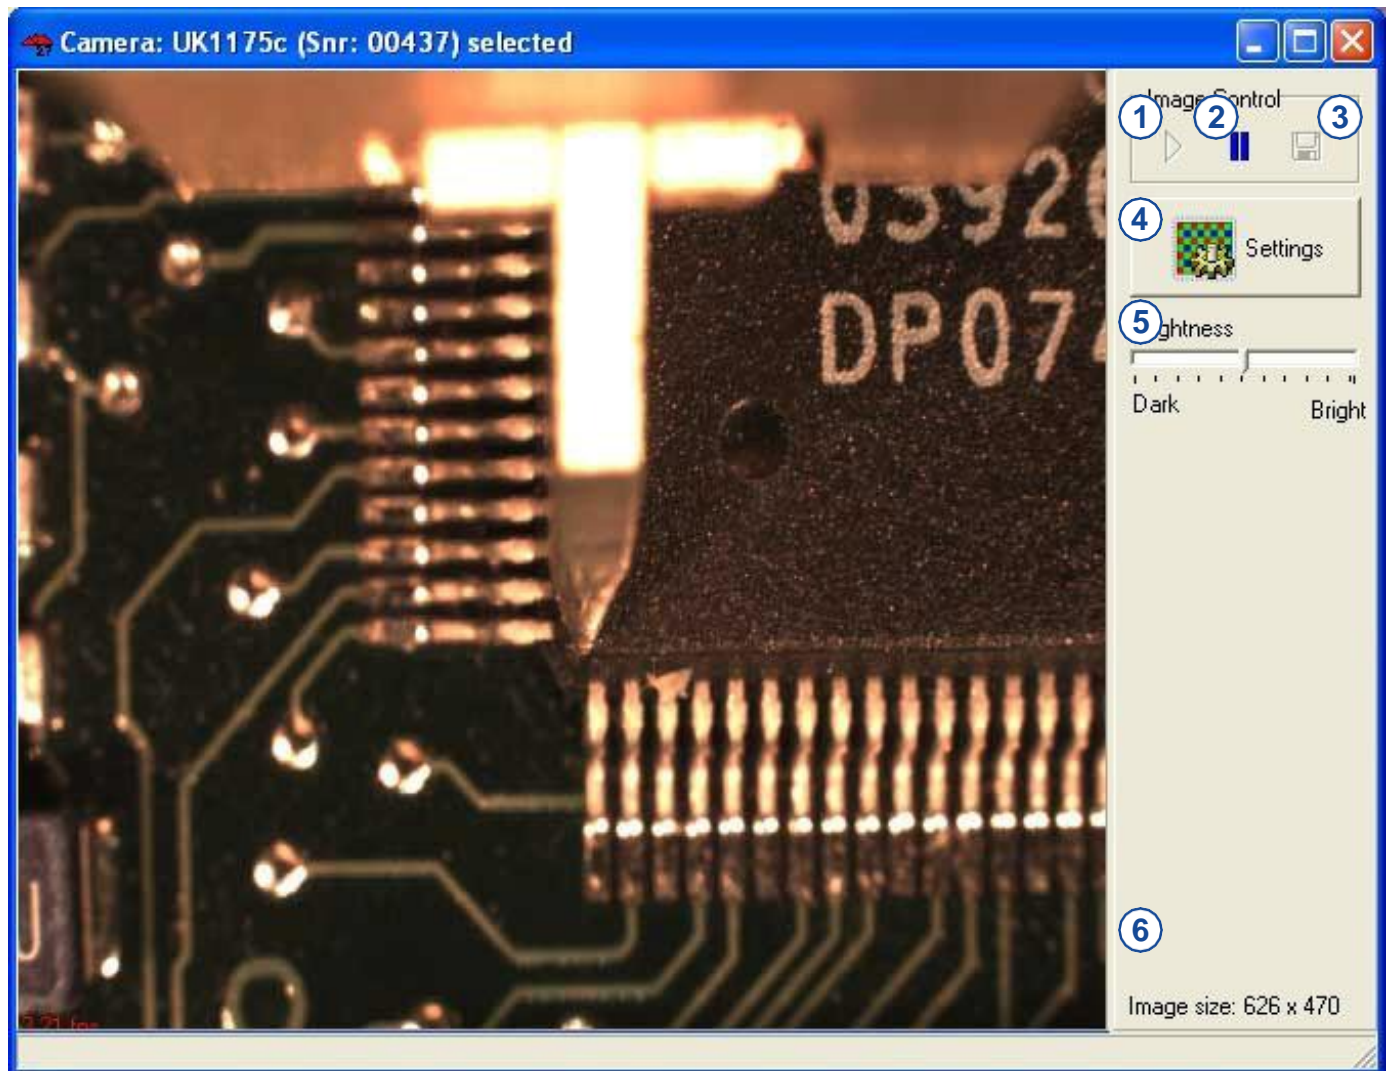 Camera: UK1175c (Snr: 00437) selected
Image Control
1
2
3
4
Settings
5
ghtness
Dark
Bright
DP07
6
Image size: 626 x 470